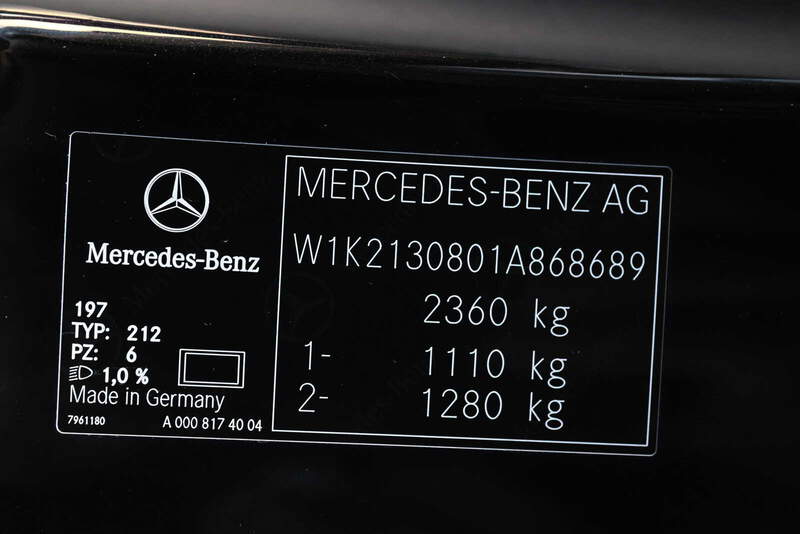 Mercedes-Benz
197
TYP: 212
PZ: 6
1,0 %
Made in Germany
7961180 A 000 817 40 04
MERCEDES-BENZ AG
W1K2130801A868689
2360 kg
1- 1110 kg
2- 1280 kg